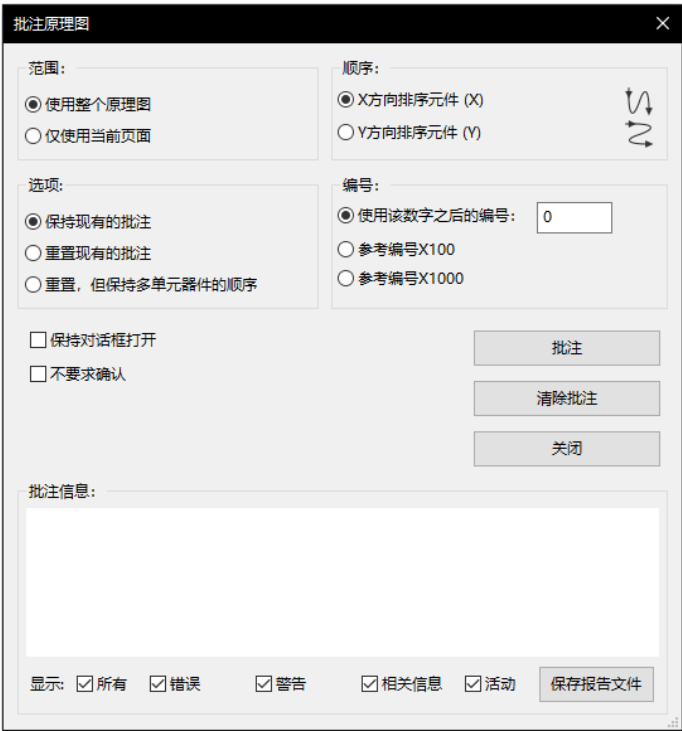 批注原理图
范围：
使用整个原理图
仅使用当前页面
顺序：
X方向排序元件 (X)
Y方向排序元件 (Y)
选项:
保持现有的批注
重置现有的批注
重置，但保持多单元器件的顺序
编号：
使用该数字之后的编号： 0
参考编号X100
参考编号X1000
保持对话框打开
不要求确认
批注
清除批注
关闭
批注信息：
显示: 所有 错误 警告 相关信息 活动 保存报告文件